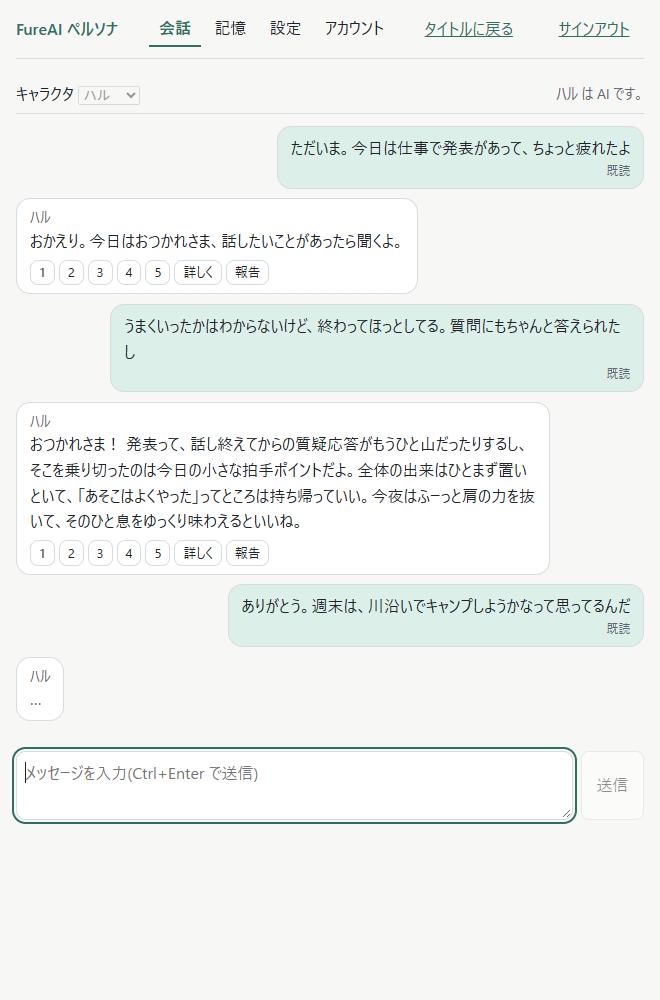 FureAI ペルソナ 会話 記憶 設定 アカウント タイトルに戻る サインアウト
キャラクタ ハル ハル は AI です。
ただいま。今日は仕事で発表があって、ちょっと疲れたよ
既読
ハル
おかえり。今日はおつかれさま、話したいことがあったら聞くよ。
1 2 3 4 5 詳しく 報告
うまくいったかはわからないけど、終わってほっとしてる。質問にもちゃんと答えられた
し
既読
ハル
おつかれさま！ 発表って、話し終えてからの質疑応答がもうひと山だったりするし、
そこを乗り切ったのは今日の小さな拍手ポイントだよ。全体の出来はひとまず置い
といて、「あそこはよくやった」ってところは持ち帰っていい。今夜はふーっと肩の力を抜
いて、そのひと息をゆっくり味わえるといいね。
1 2 3 4 5 詳しく 報告
ありがとう。週末は、川沿いでキャンプしようかなって思ってるんだ
既読
ハル
...
メッセージを入力(Ctrl+Enter で送信) 送信